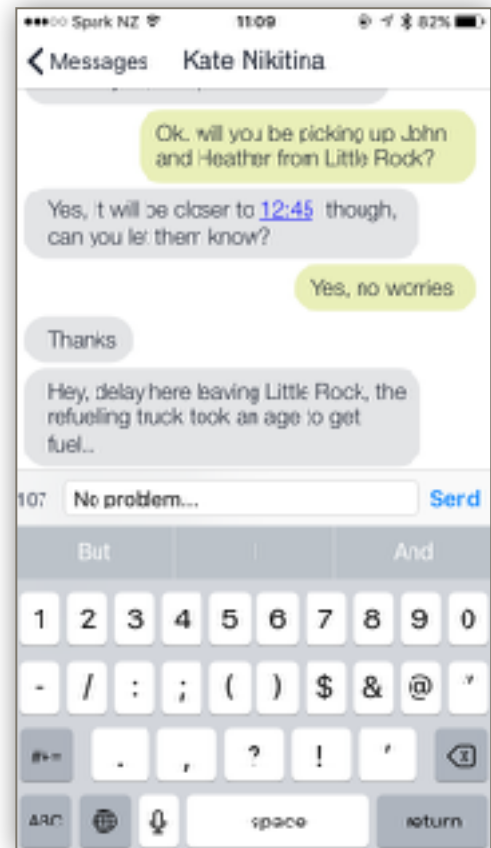 Spark NZ 11:09 82%
Messages Kate Nikitina
Ok. will you be picking up John
and Heather from Little Rock?
Yes, it will be closer to 12:45 though,
can you let them know?
Yes, no worries
Thanks
Hey, delay here leaving Little Rock, the
refuelling truck took an age to get
fuel..
107 No problem... Send
But I And
1 2 3 4 5 6 7 8 9 0
- / : ; ( ) $ & @ "
#+= . , ? ! '
ABC space return